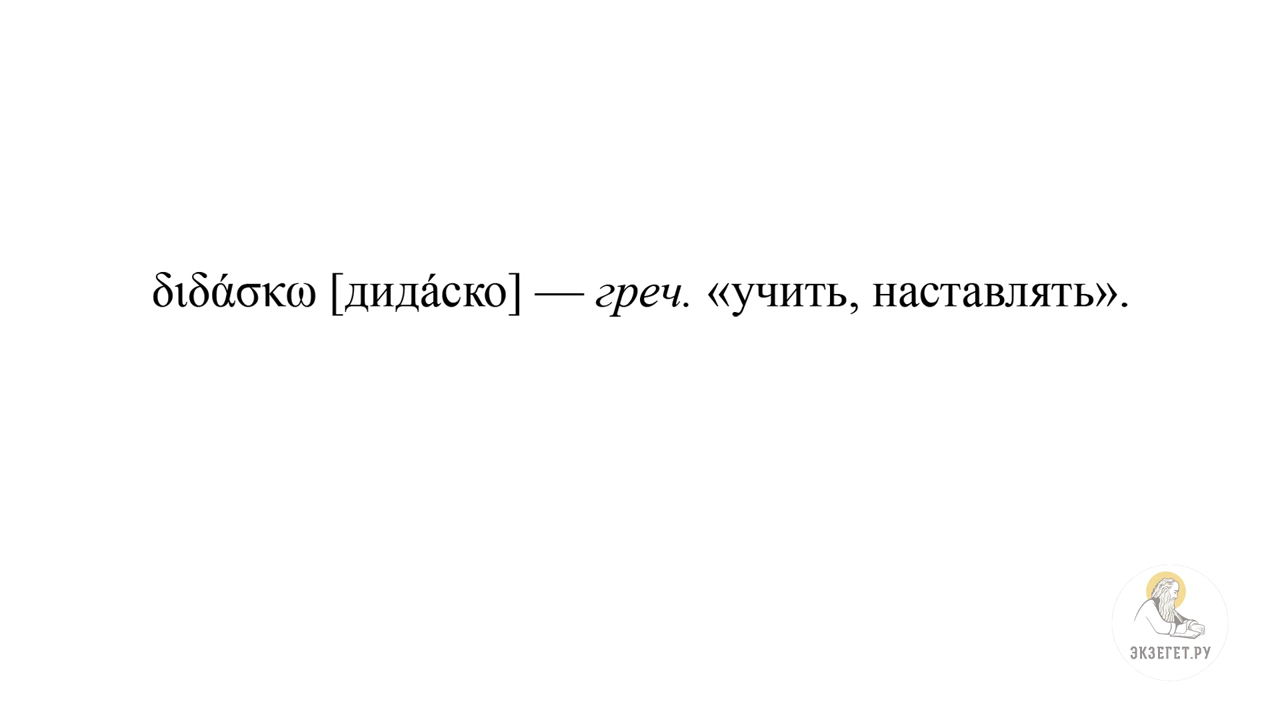 διδάσκω [дида́ско] — греч. «учить, наставлять».
ЭКЗЕГЕТ.РУ